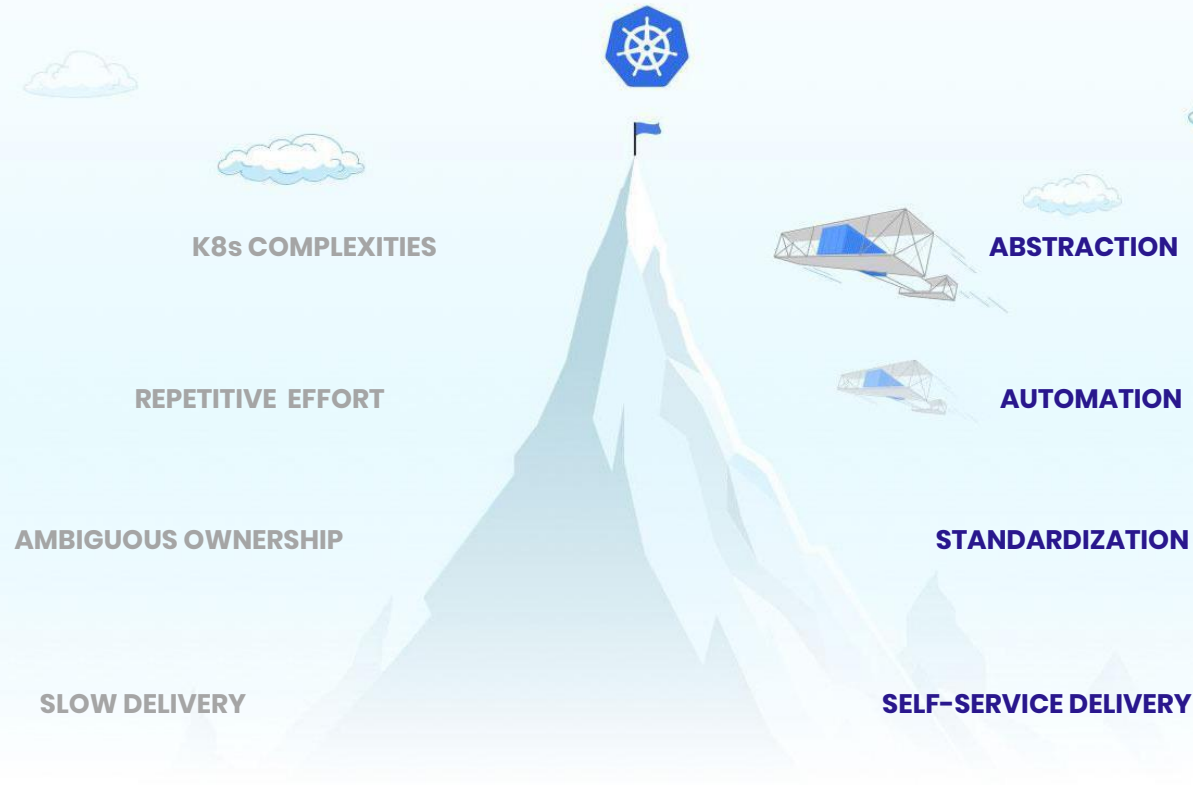 K8s COMPLEXITIES
ABSTRACTION
REPETITIVE EFFORT
AUTOMATION
AMBIGUOUS OWNERSHIP
STANDARDIZATION
SLOW DELIVERY
SELF-SERVICE DELIVERY